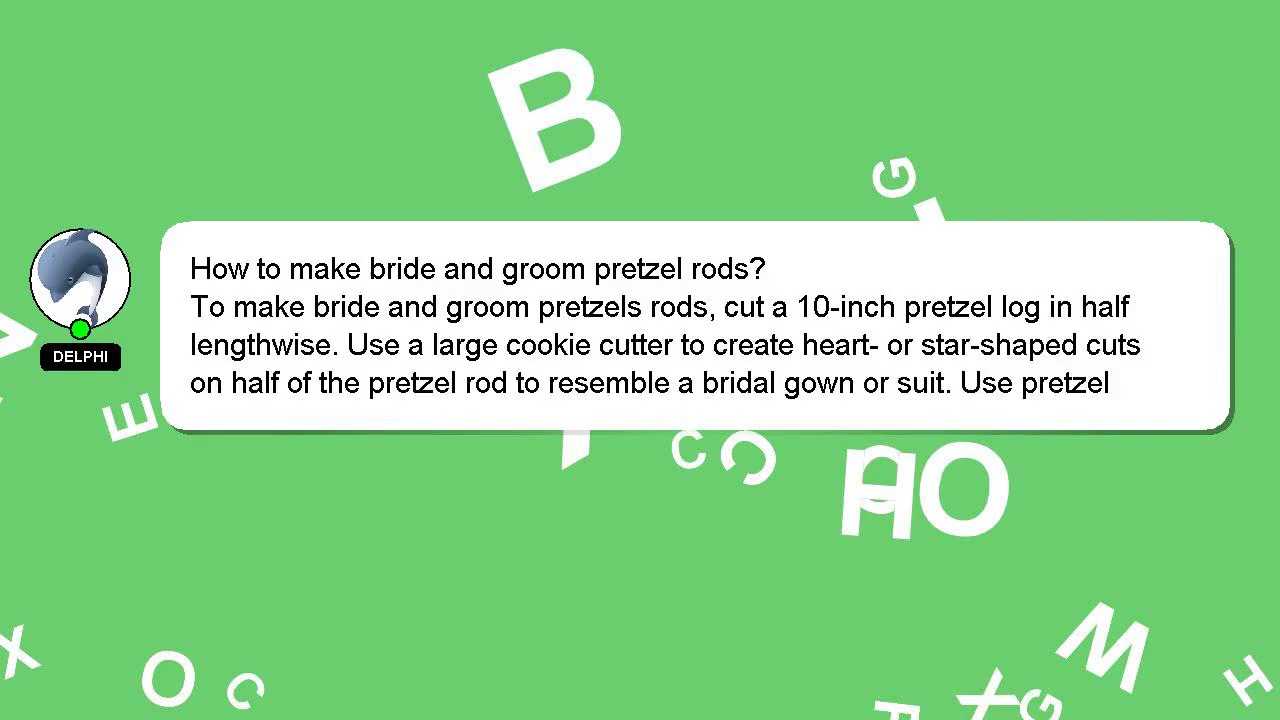 B
G
How to make bride and groom pretzel rods?
To make bride and groom pretzels rods, cut a 10-inch pretzel log in half
lengthwise. Use a large cookie cutter to create heart- or star-shaped cuts
on half of the pretzel rod to resemble a bridal gown or suit. Use pretzel
DELPHI
E
C
C
O
H
O
M
X
O
C
H
X
G